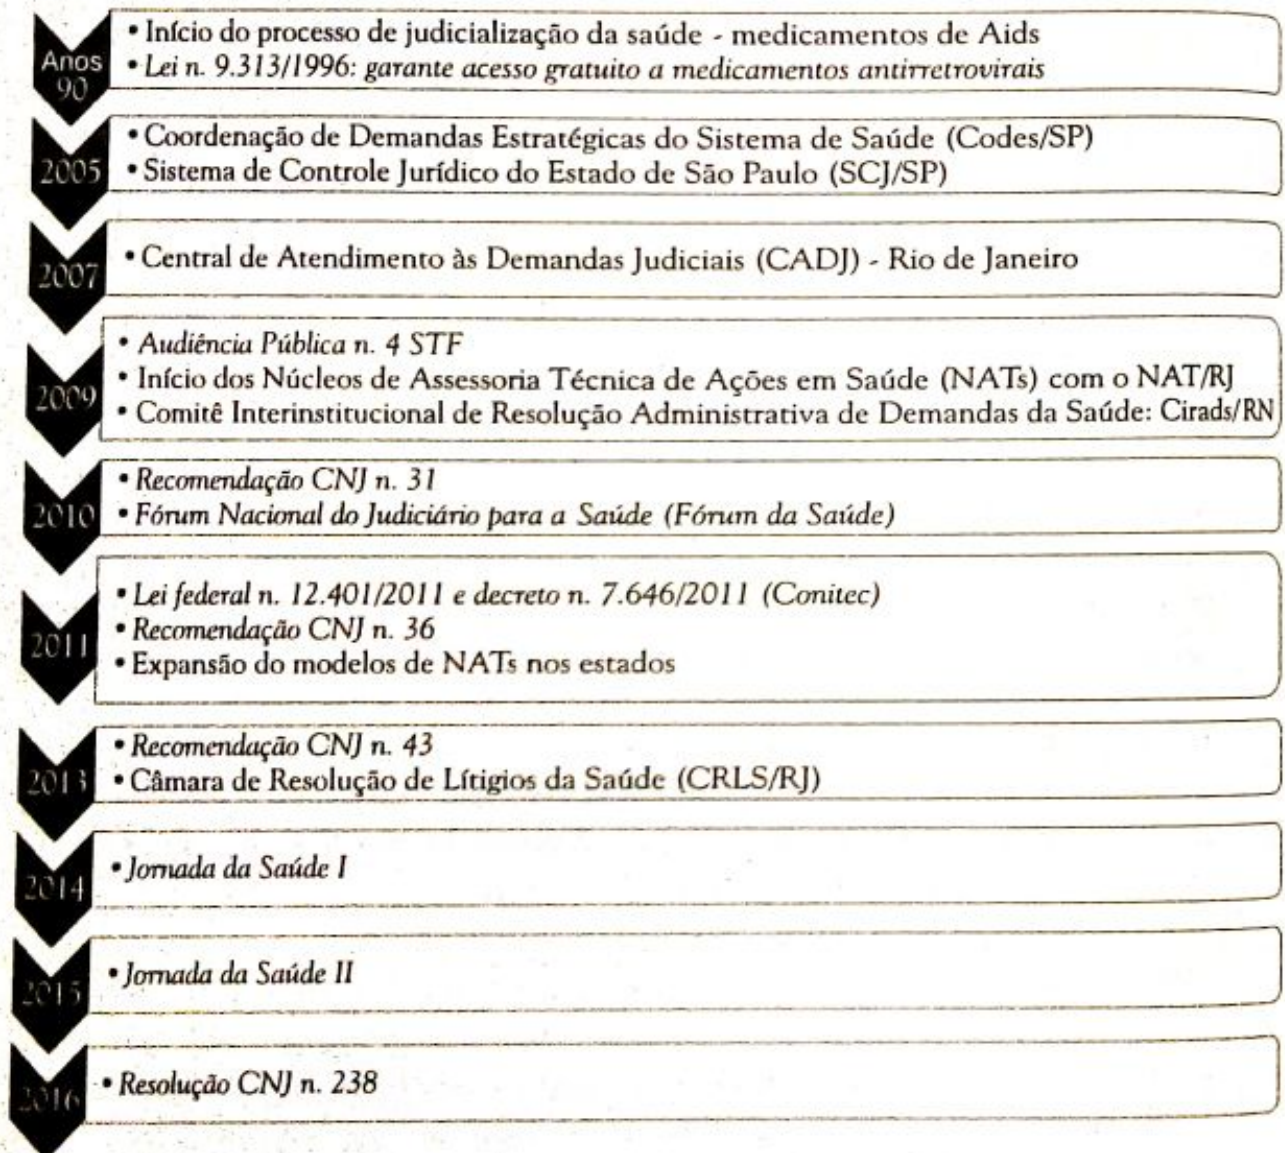 Anos
90
• Início do processo de judicialização da saúde - medicamentos de Aids
• Lei n. 9.313/1996: garante acesso gratuito a medicamentos antirretrovirais
2005
• Coordenação de Demandas Estratégicas do Sistema de Saúde (Codes/SP)
• Sistema de Controle Jurídico do Estado de São Paulo (SCJ/SP)
2007
• Central de Atendimento às Demandas Judiciais (CADJ) - Rio de Janeiro
2009
• Audiência Pública n. 4 STF
• Início dos Núcleos de Assessoria Técnica de Ações em Saúde (NATs) com o NAT/RJ
• Comitê Interinstitucional de Resolução Administrativa de Demandas da Saúde: Cirads/RN
2010
• Recomendação CNJ n. 31
• Fórum Nacional do Judiciário para a Saúde (Fórum da Saúde)
2011
• Lei federal n. 12.401/2011 e decreto n. 7.646/2011 (Conitec)
• Recomendação CNJ n. 36
• Expansão do modelos de NATs nos estados
2013
• Recomendação CNJ n. 43
• Câmara de Resolução de Lítigios da Saúde (CRLS/RJ)
2014
• Jornada da Saúde I
2015
• Jornada da Saúde II
2016
• Resolução CNJ n. 238